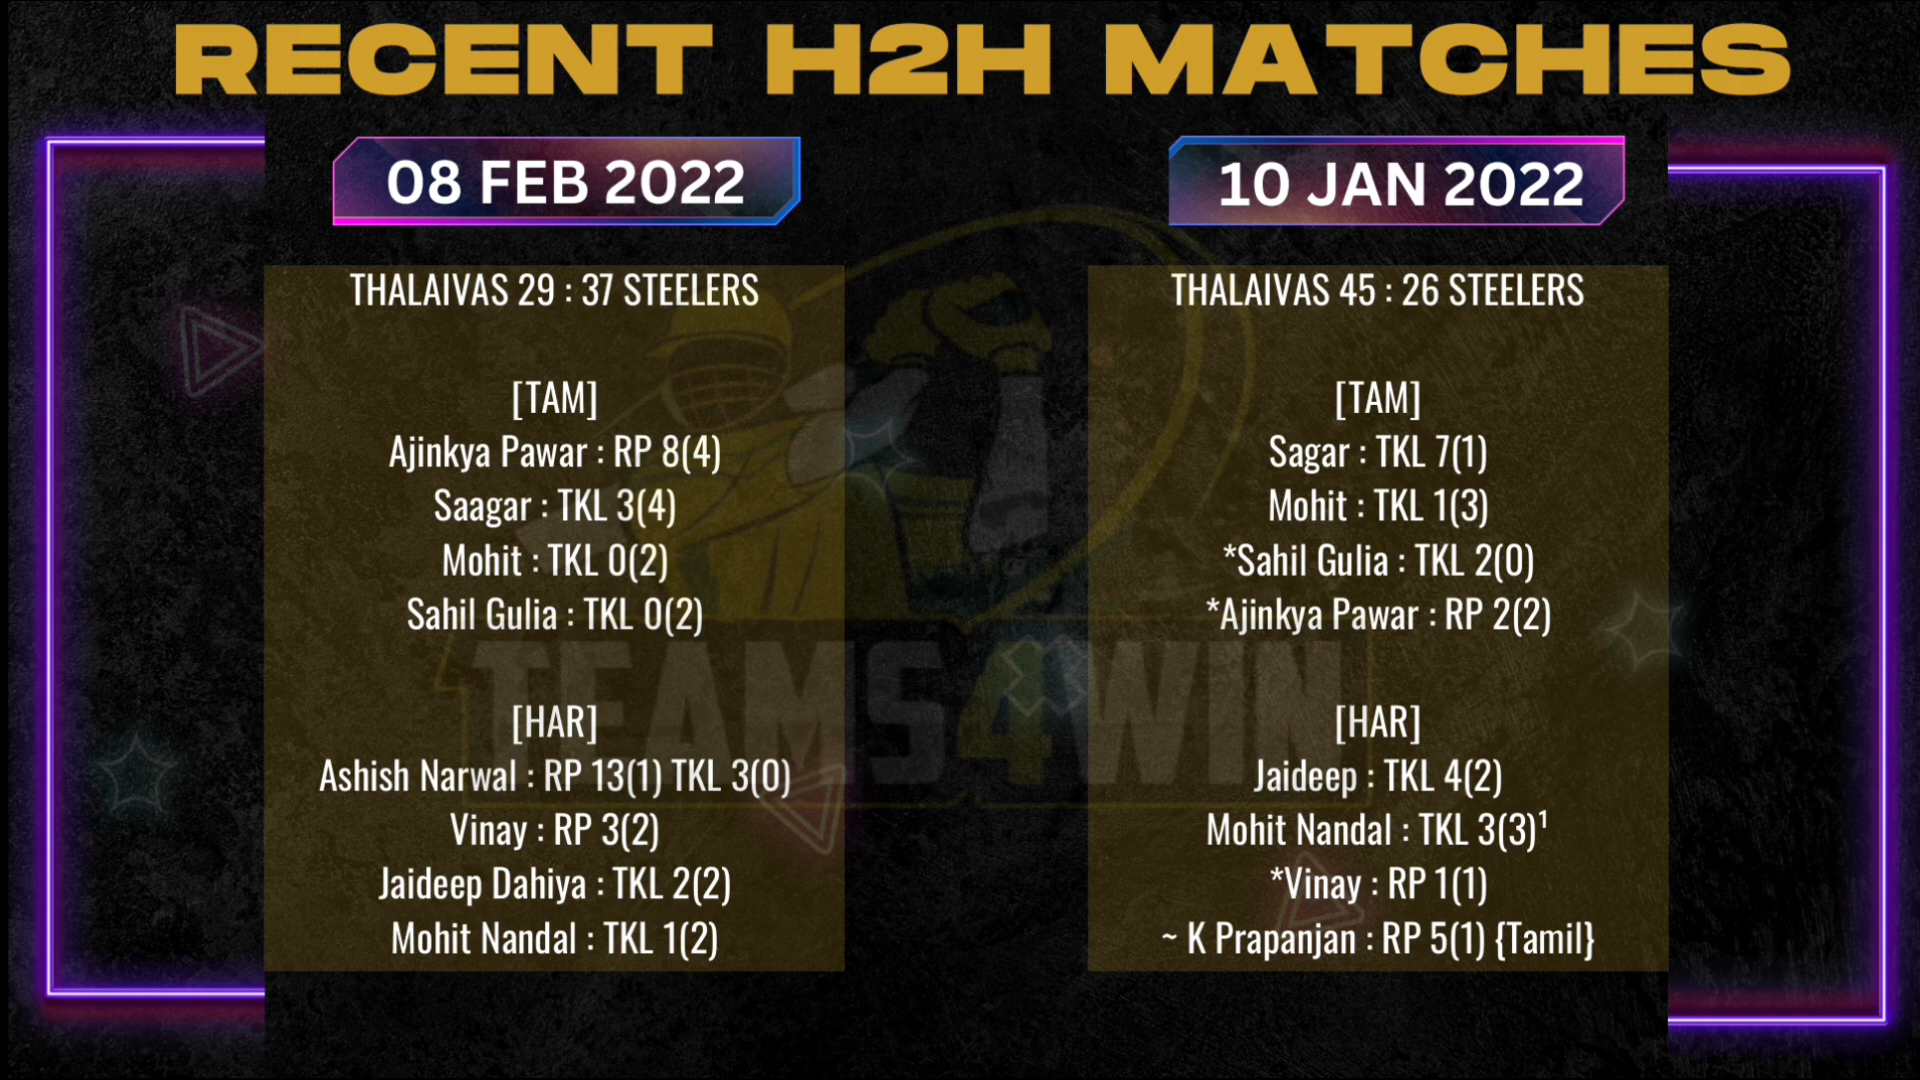 RECENT H2H MATCHES
08 FEB 2022
THALAIVAS 29 : 37 STEELERS
[TAM]
Ajinkya Pawar : RP 8(4)
Saagar : TKL 3(4)
Mohit : TKL 0(2)
Sahil Gulia : TKL 0(2)
[HAR]
Ashish Narwal : RP 13(1) TKL 3(0)
Vinay : RP 3(2)
Jaideep Dahiya : TKL 2(2)
Mohit Nandal : TKL 1(2)
10 JAN 2022
THALAIVAS 45 : 26 STEELERS
[TAM]
Sagar : TKL 7(1)
Mohit : TKL 1(3)
*Sahil Gulia : TKL 2(0)
*Ajinkya Pawar : RP 2(2)
[HAR]
Jaideep : TKL 4(2)
Mohit Nandal : TKL 3(3)¹
*Vinay : RP 1(1)
~ K Prapanjan : RP 5(1) {Tamil}
TEAMS4WIN